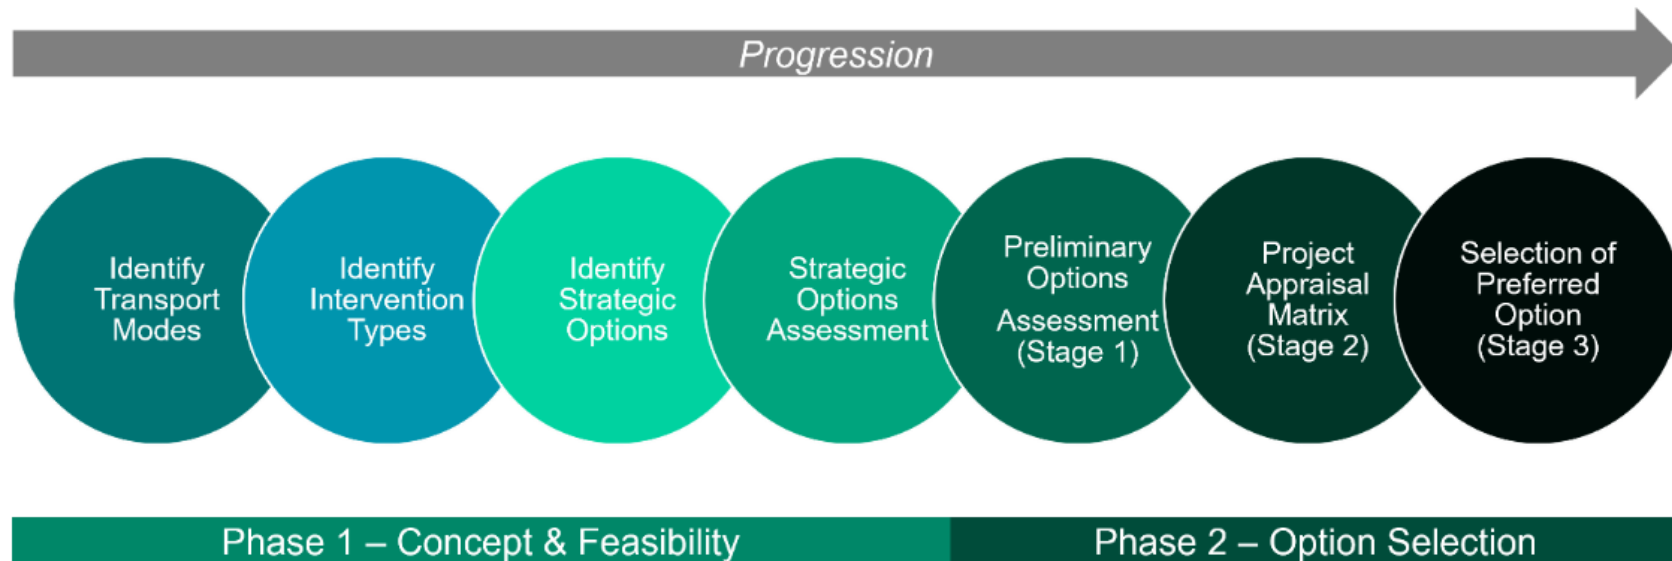 Progression
Identify
Transport
Modes
Identify
Intervention
Types
Identify
Strategic
Options
Strategic
Options
Assessment
Preliminary
Options
Assessment
(Stage 1)
Project
Appraisal
Matrix
(Stage 2)
Selection of
Preferred
Option
(Stage 3)
Phase 1 – Concept & Feasibility
Phase 2 – Option Selection